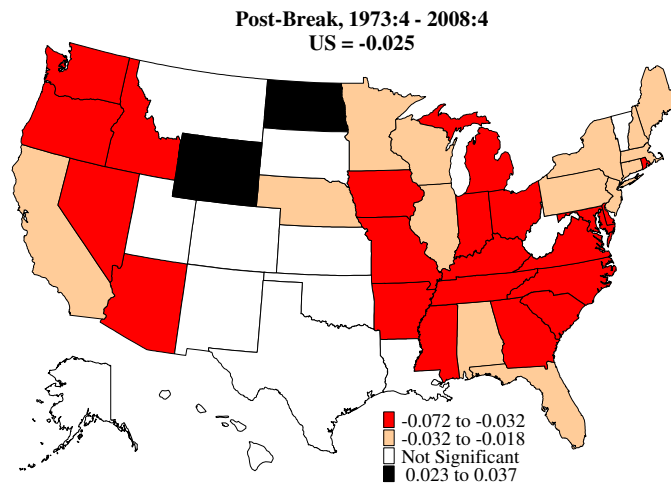 Post-Break, 1973:4 - 2008:4
US = -0.025
-0.072 to -0.032
-0.032 to -0.018
Not Significant
0.023 to 0.037